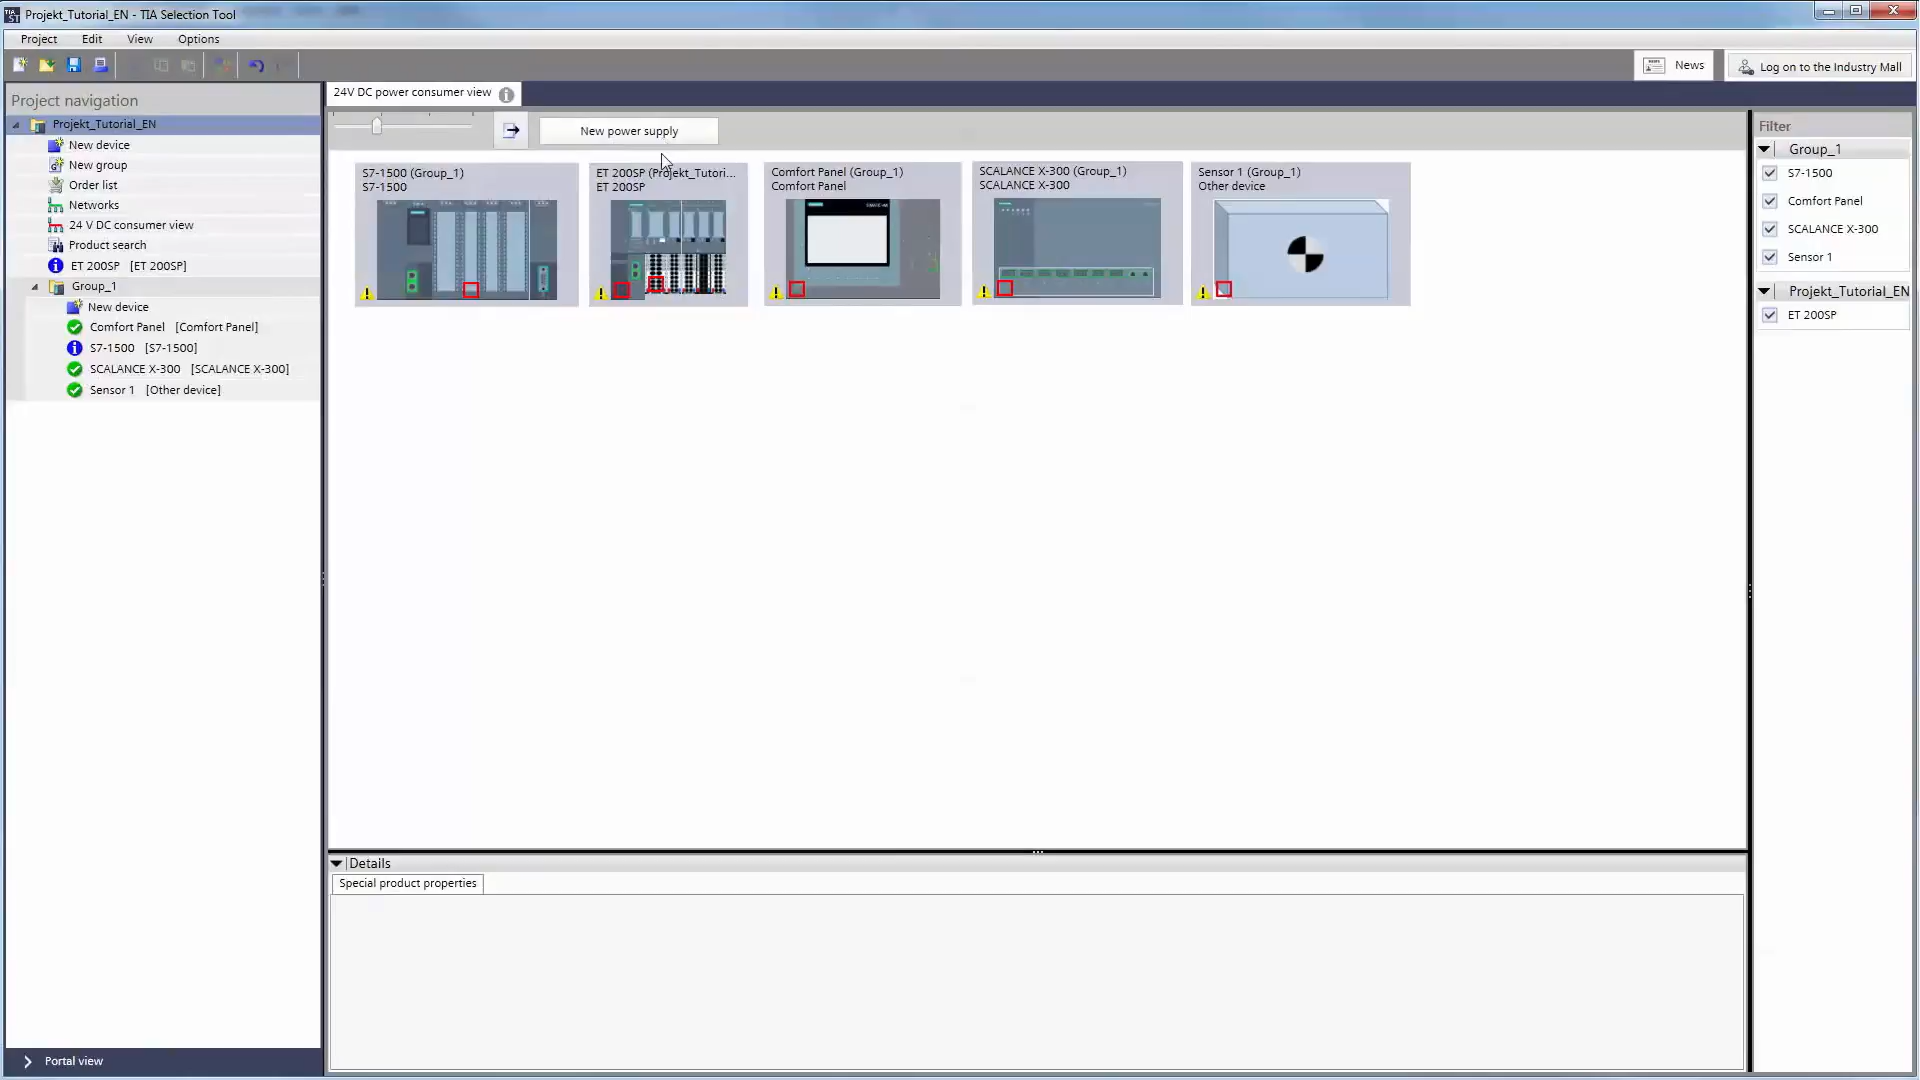 Projekt_Tutorial_EN - TIA Selection Tool
Project Edit View Options
News
Log on to the Industry Mall
Project navigation
Projekt_Tutorial_EN
New device
New group
Order list
Networks
24 V DC consumer view
Product search
ET 200SP [ET 200SP]
Group_1
New device
Comfort Panel [Comfort Panel]
S7-1500 [S7-1500]
SCALANCE X-300 [SCALANCE X-300]
Sensor 1 [Other device]
Portal view
24V DC power consumer view
New power supply
S7-1500 (Group_1)
S7-1500
ET 200SP (Projekt_Tutori...
ET 200SP
Comfort Panel (Group_1)
Comfort Panel
SCALANCE X-300 (Group_1)
SCALANCE X-300
Sensor 1 (Group_1)
Other device
Details
Special product properties
Filter
Group_1
S7-1500
Comfort Panel
SCALANCE X-300
Sensor 1
Projekt_Tutorial_EN
ET 200SP